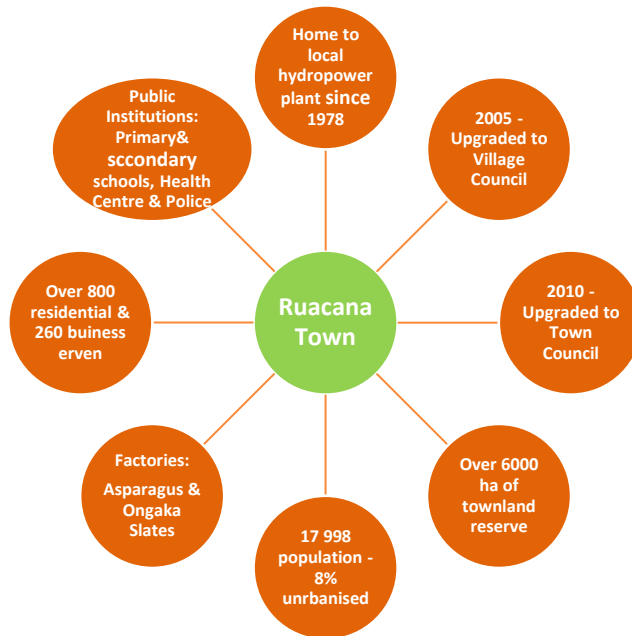 Home to
local
hydropower
plant since
1978
2005 -
Upgraded to
Village
Council
2010 -
Upgraded to
Town
Council
Over 6000
ha of
townland
reserve
17 998
population -
8%
unrbanised
Factories:
Asparagus &
Ongaka
Slates
Over 800
residential &
260 buiness
erven
Public
Institutions:
Primary&
sccondary
schools, Health
Centre & Police
Ruacana
Town